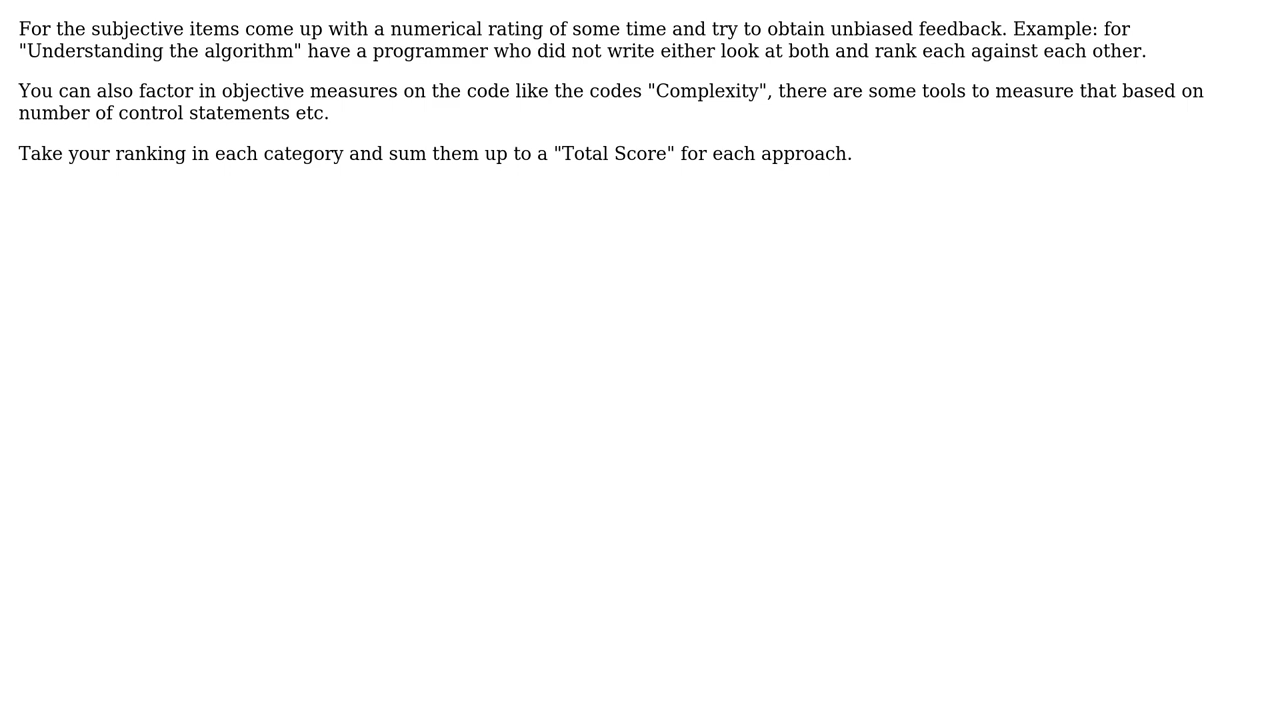 For the subjective items come up with a numerical rating of some time and try to obtain unbiased feedback. Example: for
"Understanding the algorithm" have a programmer who did not write either look at both and rank each against each other.
You can also factor in objective measures on the code like the codes "Complexity", there are some tools to measure that based on
number of control statements etc.
Take your ranking in each category and sum them up to a "Total Score" for each approach.